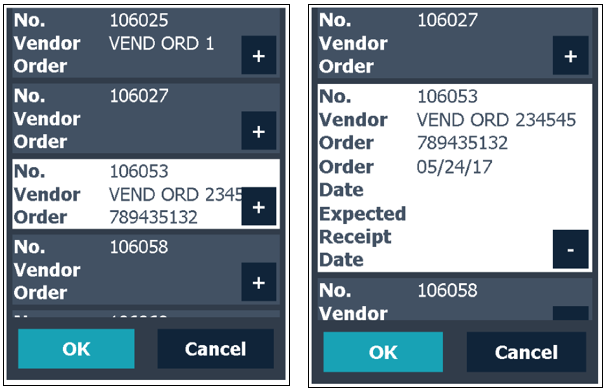 No. 106025
Vendor VEND ORD 1
Order
+
No. 106027
Vendor
Order
+
No. 106053
Vendor VEND ORD 2345
Order 789435132
+
No. 106058
Vendor
Order
+
OK Cancel
No. 106027
Vendor
Order
+
No. 106053
Vendor VEND ORD 234545
Order 789435132
Order 05/24/17
Date
Expected
Receipt
Date
-
No. 106058
Vendor
OK Cancel